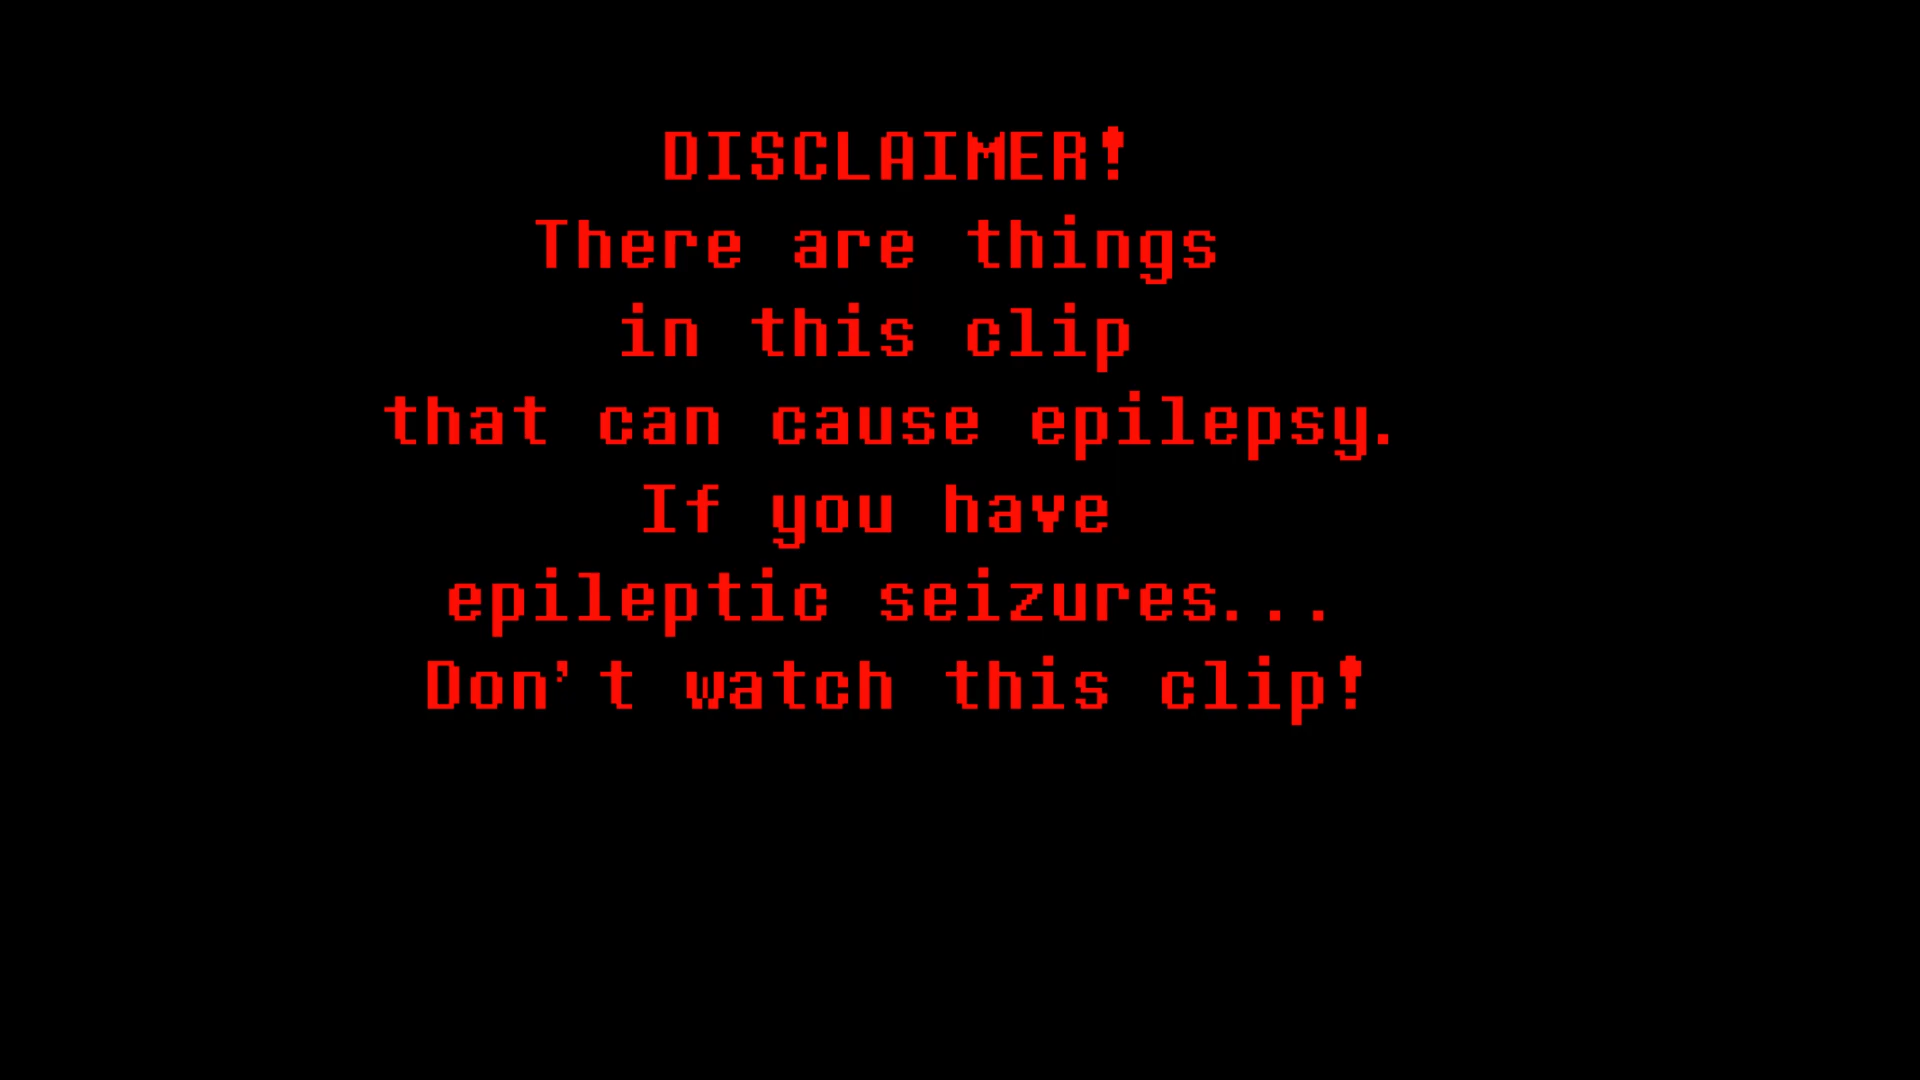 DISCLAIMER!
There are things
in this clip
that can cause epilepsy.
If you have
epileptic seizures...
Don't watch this clip!